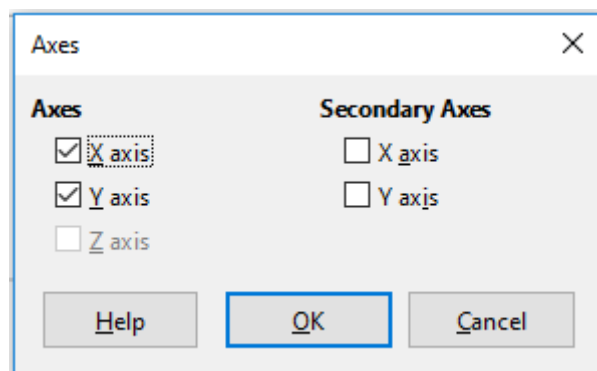 Axes
Axes
X axis
Y axis
Z axis
Secondary Axes
X axis
Y axis
Help
OK
Cancel